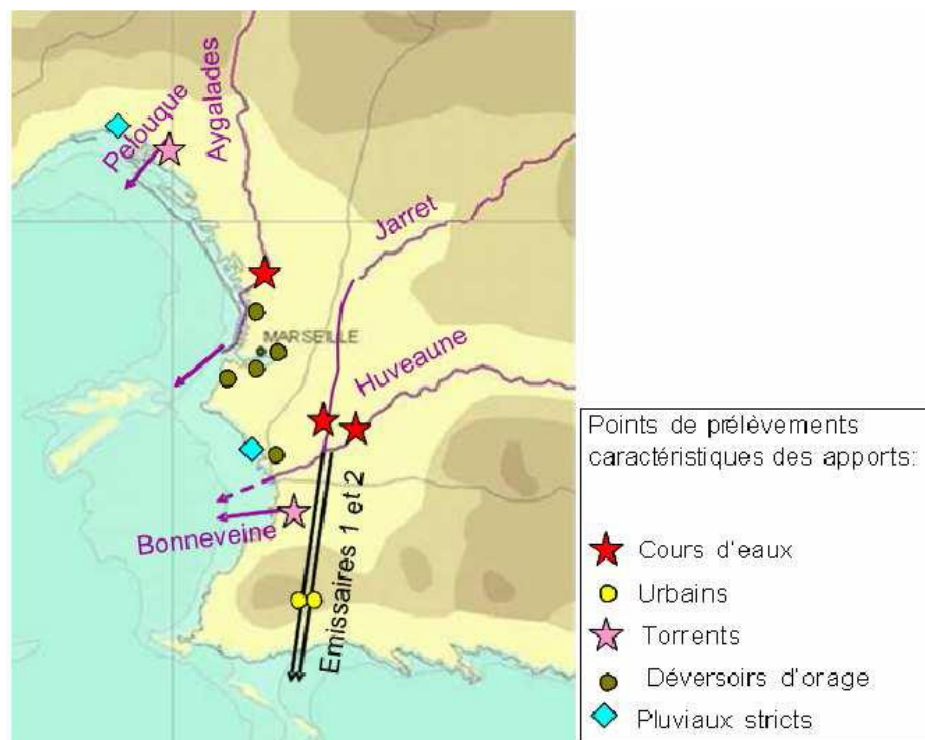 Pelouque
Aygalades
Jarret
MARSEILLE
Huveaune
Bonneveine
Emissaires 1 et 2
Points de prélèvements
caractéristiques des apports:
Cours d'eaux
Urbains
Torrents
Déversoirs d'orage
Pluviaux stricts